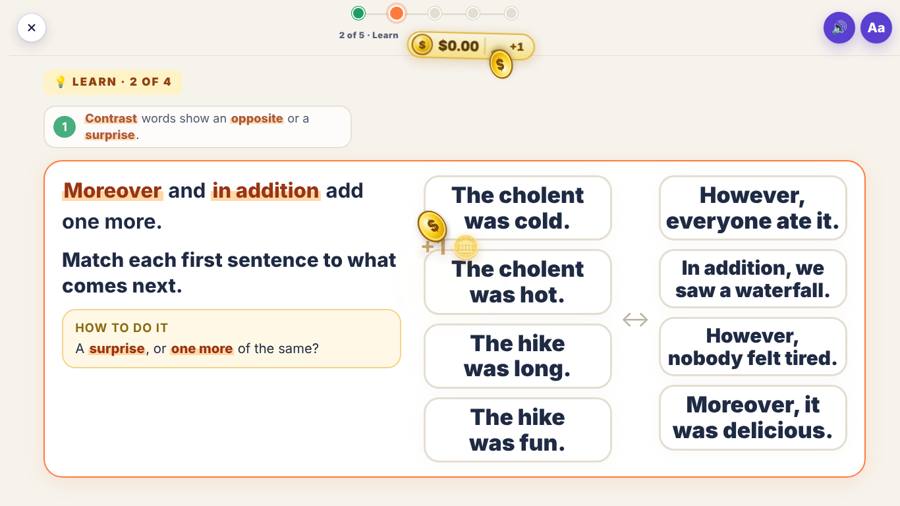 ✕
2 of 5 · Learn
$ $0.00 +1
$
Aa
LEARN · 2 OF 4
1
Contrast words show an opposite or a
surprise.
Moreover and in addition add
one more.
Match each first sentence to what
comes next.
HOW TO DO IT
A surprise, or one more of the same?
The cholent
was cold.
$
+1
The cholent
was hot.
The hike
was long.
The hike
was fun.
↔
However,
everyone ate it.
In addition, we
saw a waterfall.
However,
nobody felt tired.
Moreover, it
was delicious.